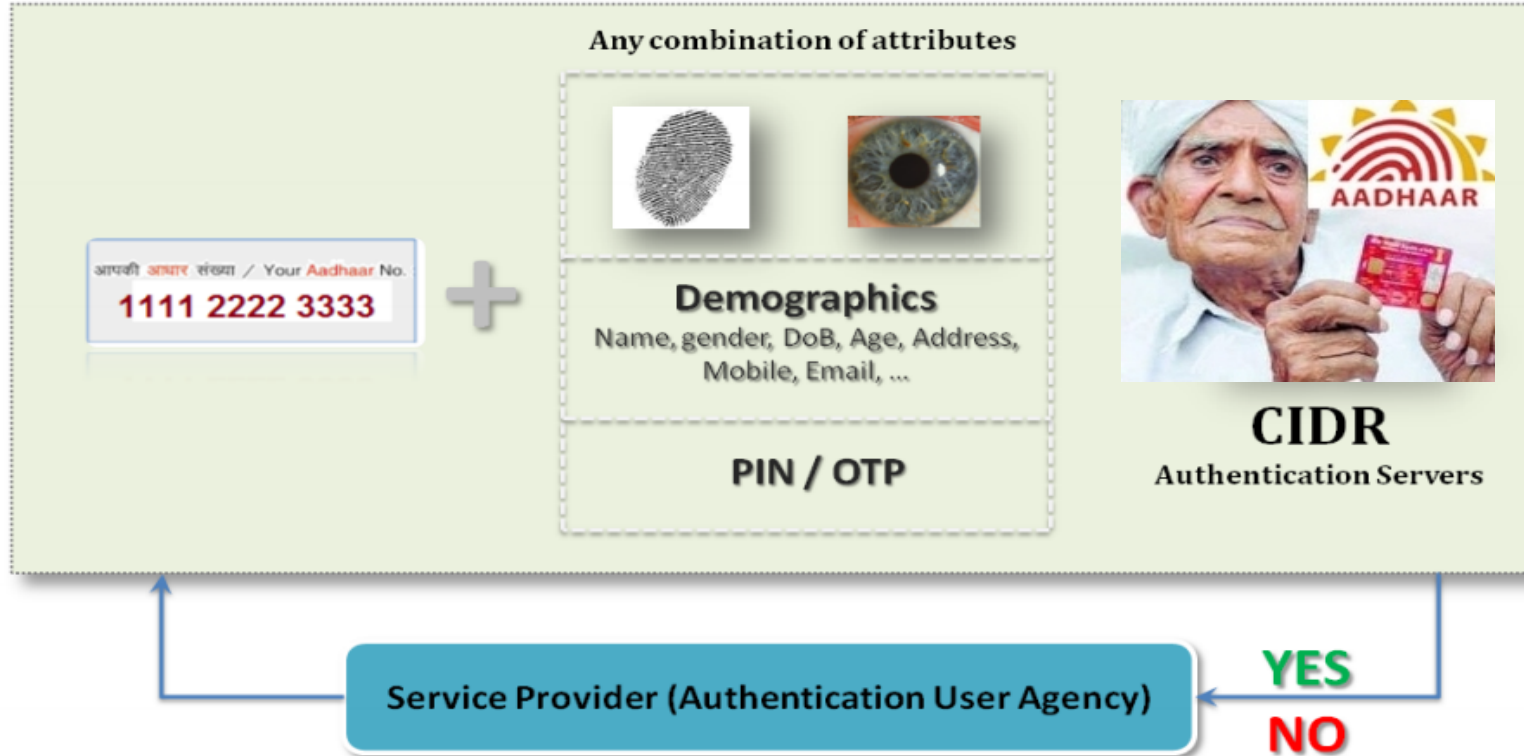 Any combination of attributes
AADHAAR
आपकी आधार संख्या / Your Aadhaar No.
1111 2222 3333
+
Demographics
Name, gender, DoB, Age, Address,
Mobile, Email, ...
PIN / OTP
CIDR
Authentication Servers
YES
Service Provider (Authentication User Agency)
NO